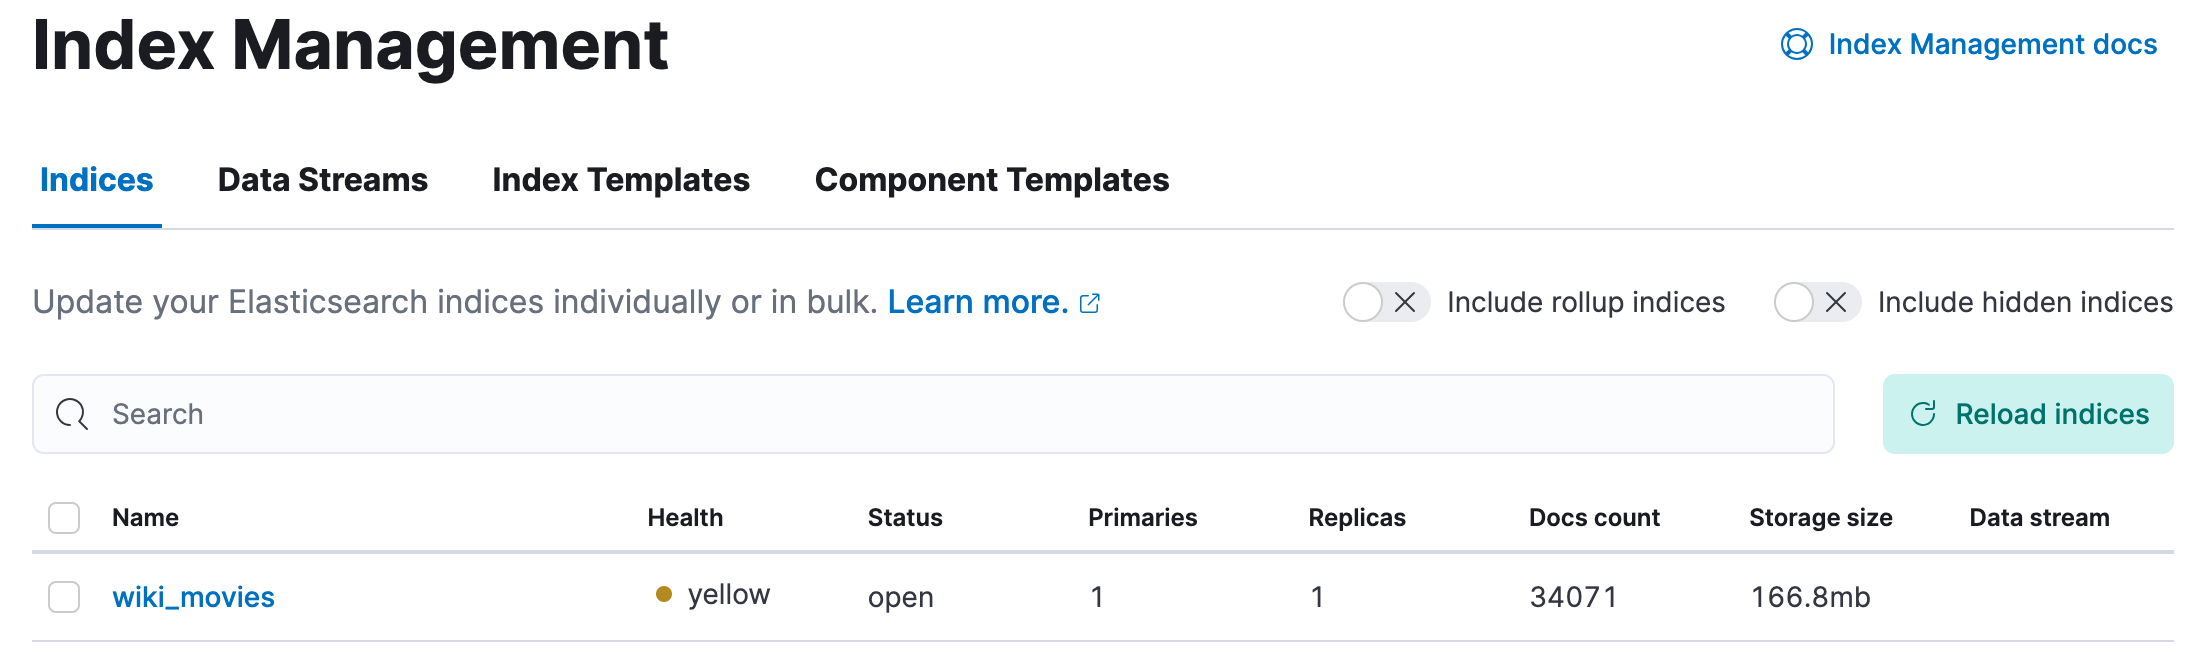 Index Management
Index Management docs
Indices Data Streams Index Templates Component Templates
Update your Elasticsearch indices individually or in bulk. Learn more.
Include rollup indices
Include hidden indices
Search
Reload indices
Name Health Status Primaries Replicas Docs count Storage size Data stream
wiki_movies yellow open 1 1 34071 166.8mb